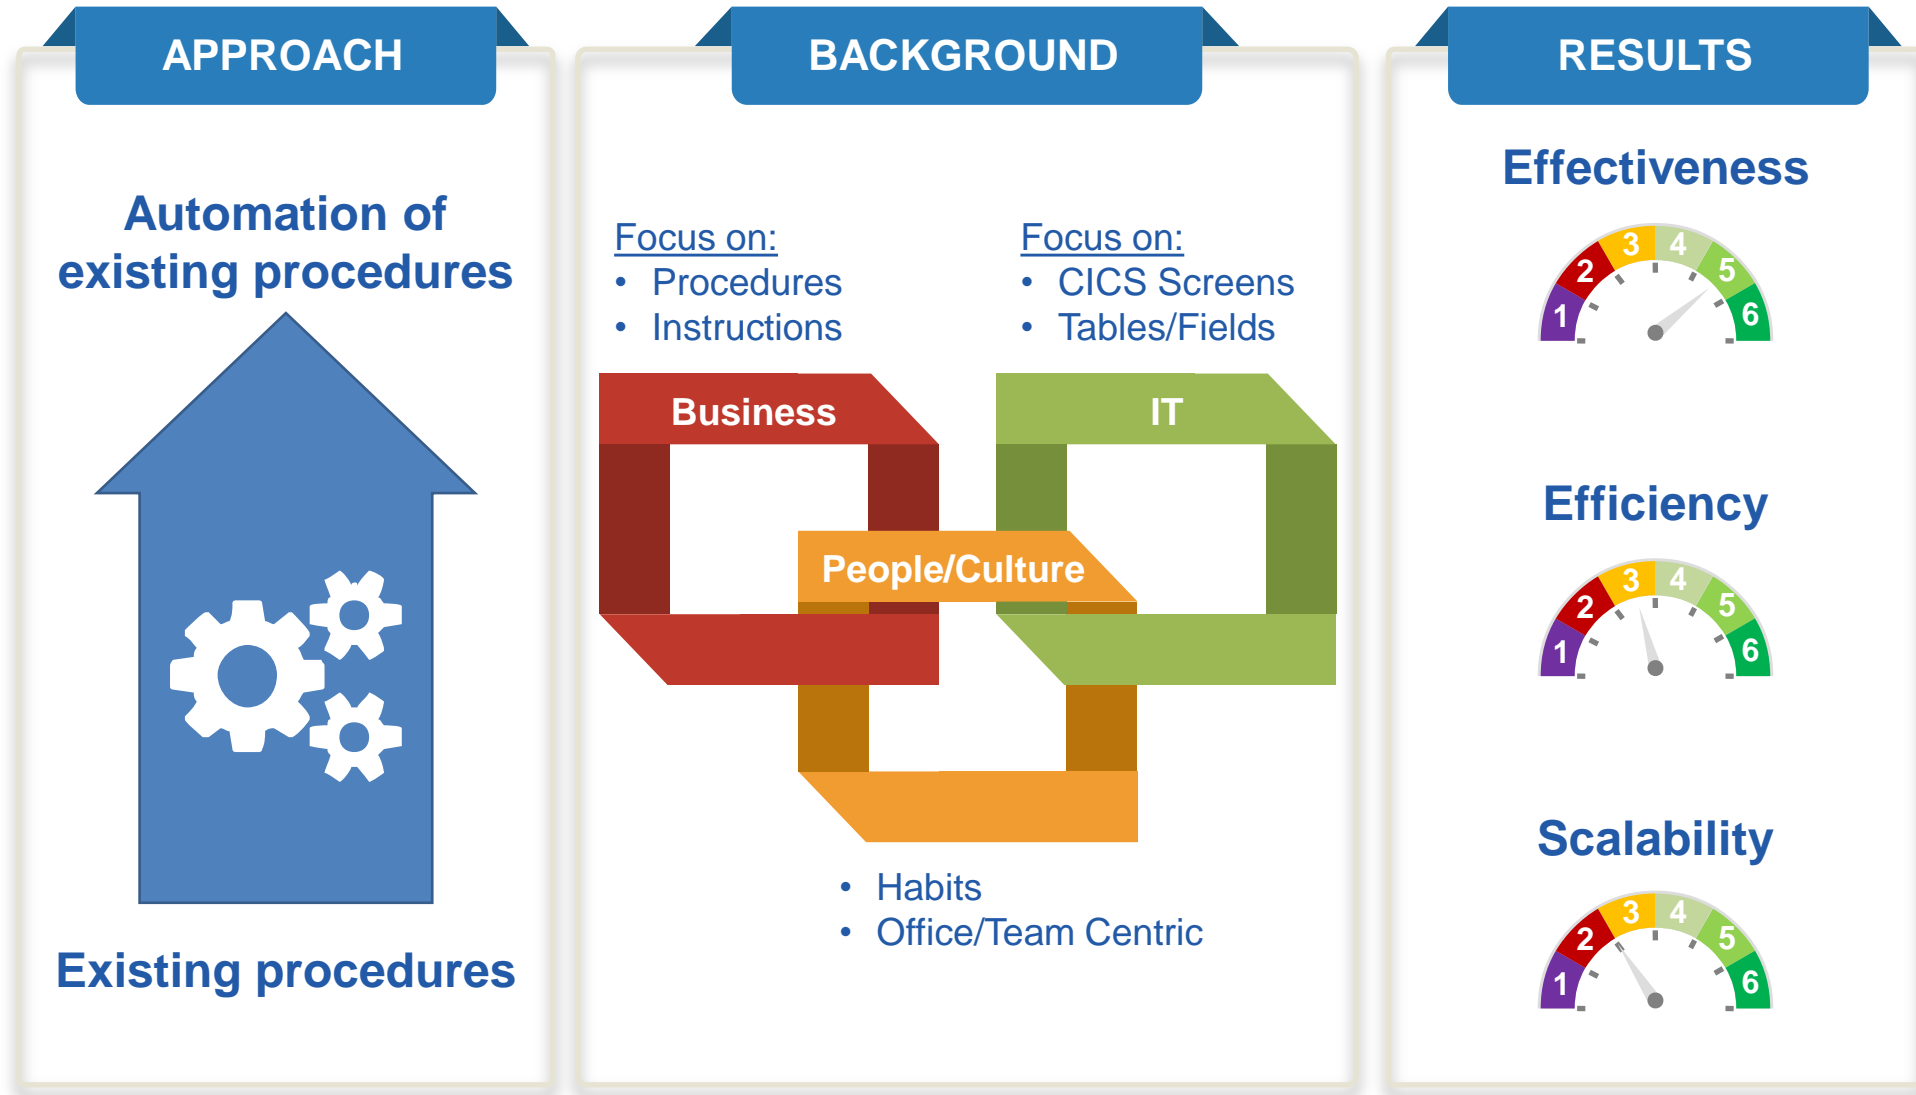 APPROACH
Automation of
existing procedures
Existing procedures
BACKGROUND
Focus on:
• Procedures
• Instructions
Focus on:
• CICS Screens
• Tables/Fields
Business
IT
People/Culture
• Habits
• Office/Team Centric
RESULTS
Effectiveness
1 2 3 4 5 6
Efficiency
1 2 3 4 5 6
Scalability
1 2 3 4 5 6